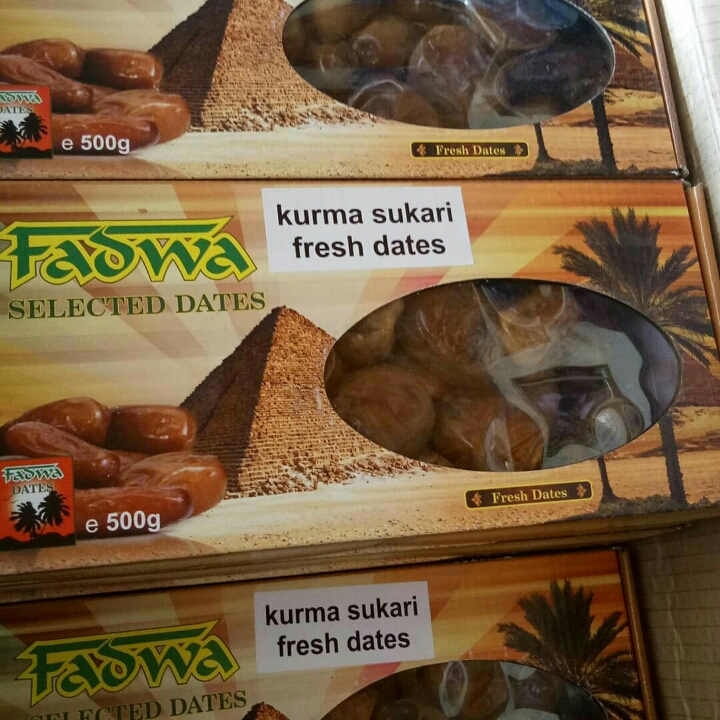 e 500g
Fresh Dates
kurma sukari
fresh dates
Fadwa
SELECTED DATES
Fadwa
DATES
e 500g
Fresh Dates
kurma sukari
fresh dates
Fadwa
SELECTED DATES